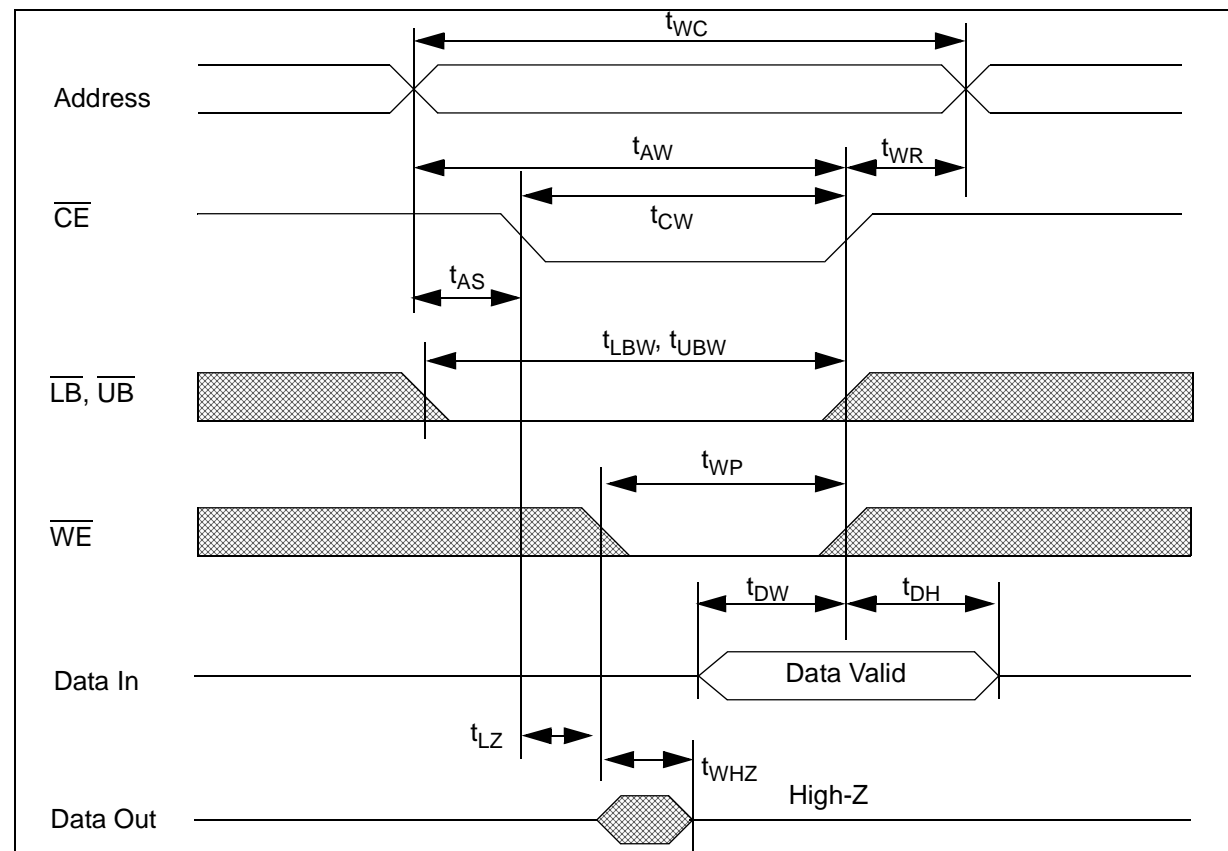 tWC
Address
tAW
tWR
CE
tCW
tAS
tLBW, tUBW
LB, UB
tWP
WE
tDW
tDH
Data In
Data Valid
tLZ
tWHZ
High-Z
Data Out